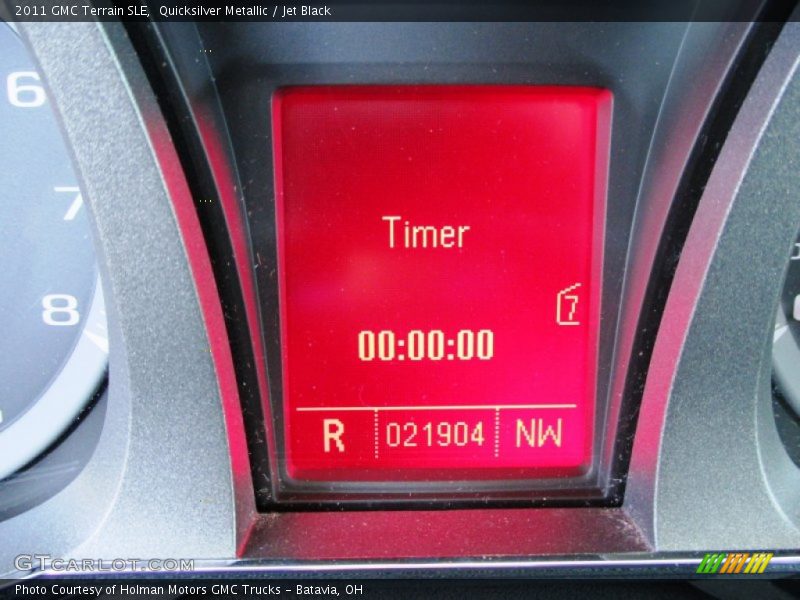 2011 GMC Terrain SLE, Quicksilver Metallic / Jet Black
6
7
8
Timer
7
00:00:00
R 021904 NW
GTCARLOT.COM
Photo Courtesy of Holman Motors GMC Trucks - Batavia, OH